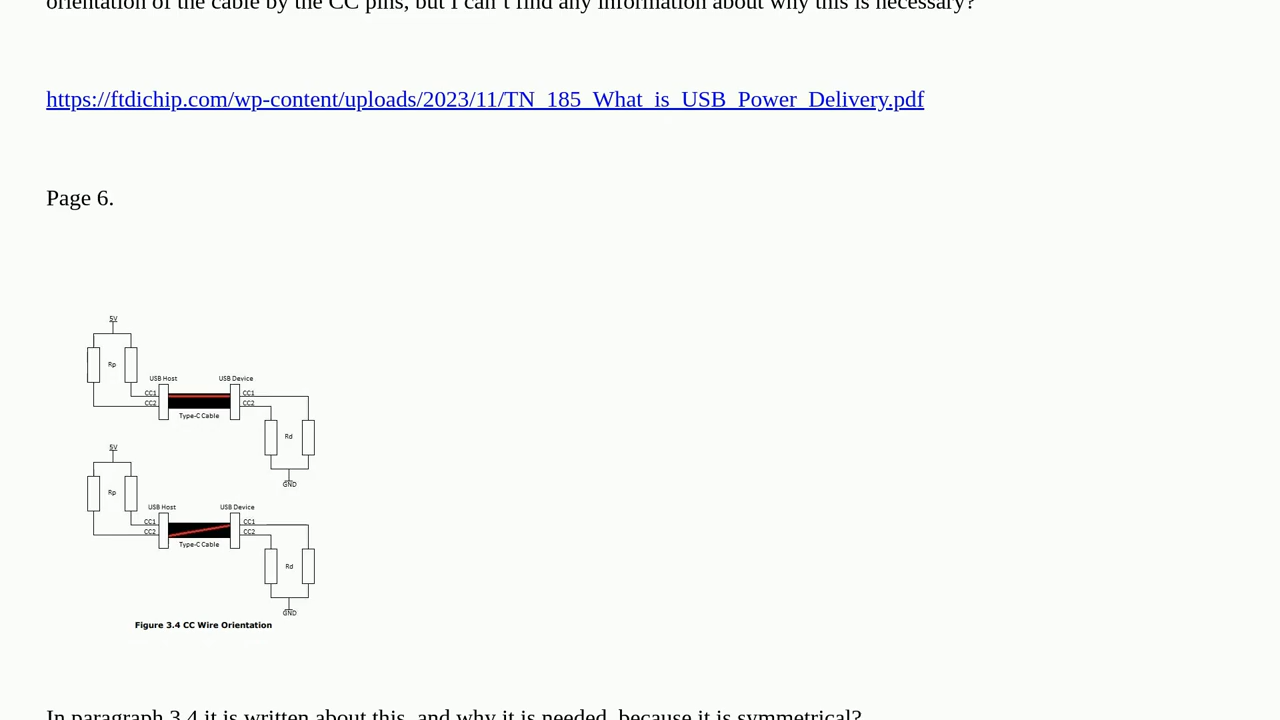 orientation of the cable by the CC pins, but I can't find any information about why this is necessary?
https://ftdichip.com/wp-content/uploads/2023/11/TN_185_What_is_USB_Power_Delivery.pdf
Page 6.
5V
Rp
USB Host USB Device
CC1 CC1
CC2 CC2
Type-C Cable
Rd
GND
5V
Rp
USB Host USB Device
CC1 CC1
CC2 CC2
Type-C Cable
Rd
GND
Figure 3.4 CC Wire Orientation
In paragraph 3.4 it is written about this, and why it is needed, because it is symmetrical?